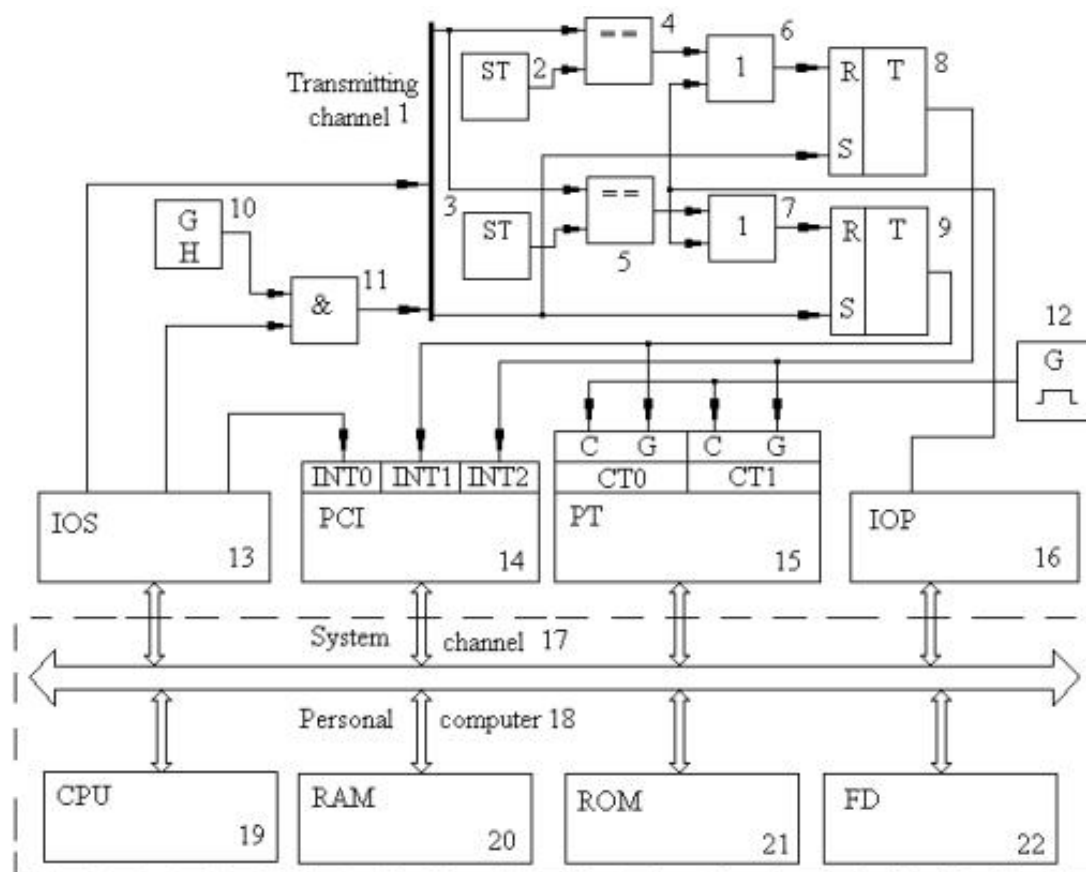 = =
4
6
ST
2
1
R
T
8
Transmitting
channel 1
S
10
3
= =
7
G
H
ST
1
R
T
9
11
5
&
S
12
G
C
G
C
G
INT0
INT1
INT2
CT0
CT1
IOS
PCI
PT
IOP
13
14
15
16
System
channel 17
Personal
computer 18
CPU
RAM
ROM
FD
19
20
21
22